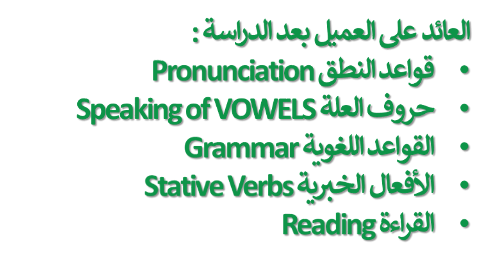 العائد على العميل بعد الدراسة :
• قواعد النطق Pronunciation
• حروف العلة Speaking of VOWELS
• القواعد اللغوية Grammar
• الأفعال الخبرية Stative Verbs
• القراءة Reading